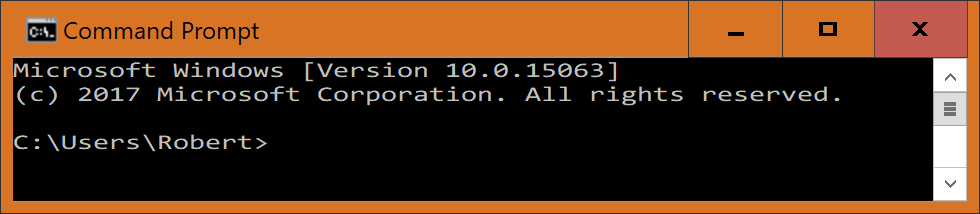 Command Prompt
Microsoft Windows [Version 10.0.15063]
(c) 2017 Microsoft Corporation. All rights reserved.
C:\Users\Robert>